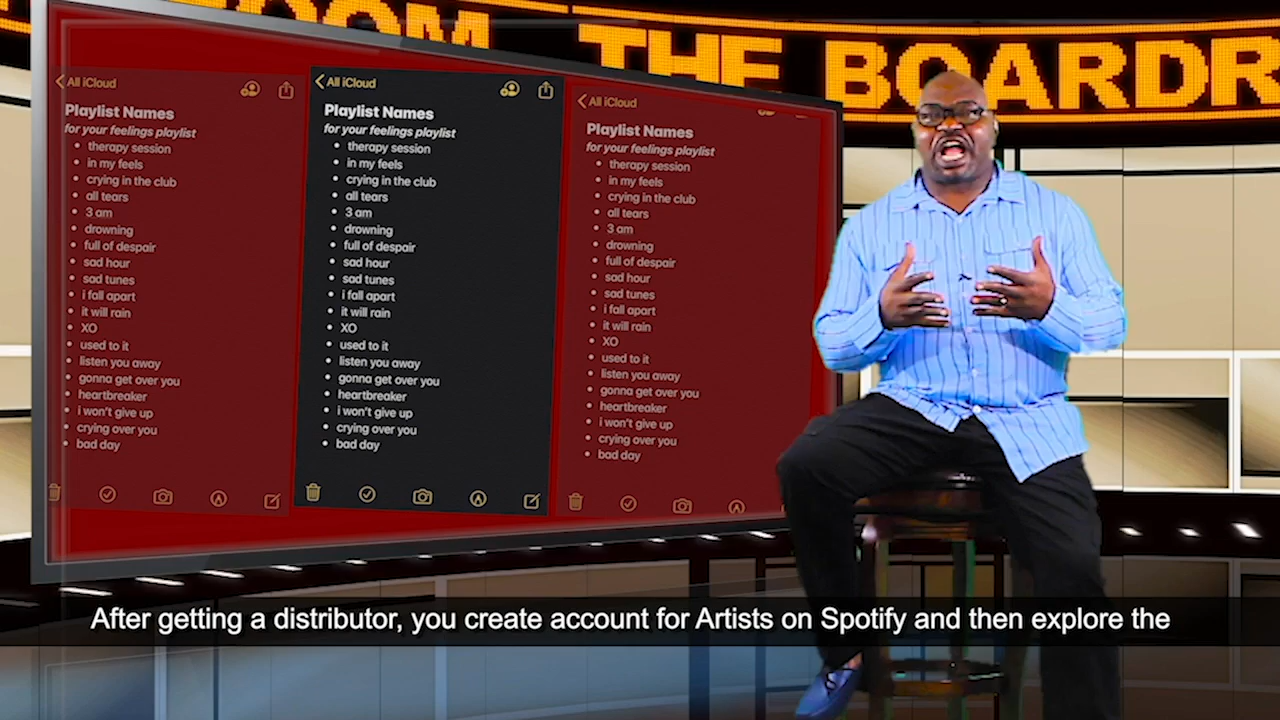 OOM THE BOARDR
All iCloud
Playlist Names
for your feelings playlist
• therapy session
• in my feels
• crying in the club
• all tears
• 3 am
• drowning
• full of despair
• sad hour
• sad tunes
• i fall apart
• it will rain
• XO
• used to it
• listen you away
• gonna get over you
• heartbreaker
• i won't give up
• crying over you
• bad day
All iCloud
Playlist Names
for your feelings playlist
• therapy session
• in my feels
• crying in the club
• all tears
• 3 am
• drowning
• full of despair
• sad hour
• sad tunes
• i fall apart
• it will rain
• XO
• used to it
• listen you away
• gonna get over you
• heartbreaker
• i won't give up
• crying over you
• bad day
All iCloud
Playlist Names
for your feelings playlist
• therapy session
• in my feels
• crying in the club
• all tears
• 3 am
• drowning
• full of despair
• sad hour
• sad tunes
• i fall apart
• it will rain
• XO
• used to it
• listen you away
• gonna get over you
• heartbreaker
• i won't give up
• crying over you
• bad day
After getting a distributor, you create account for Artists on Spotify and then explore the